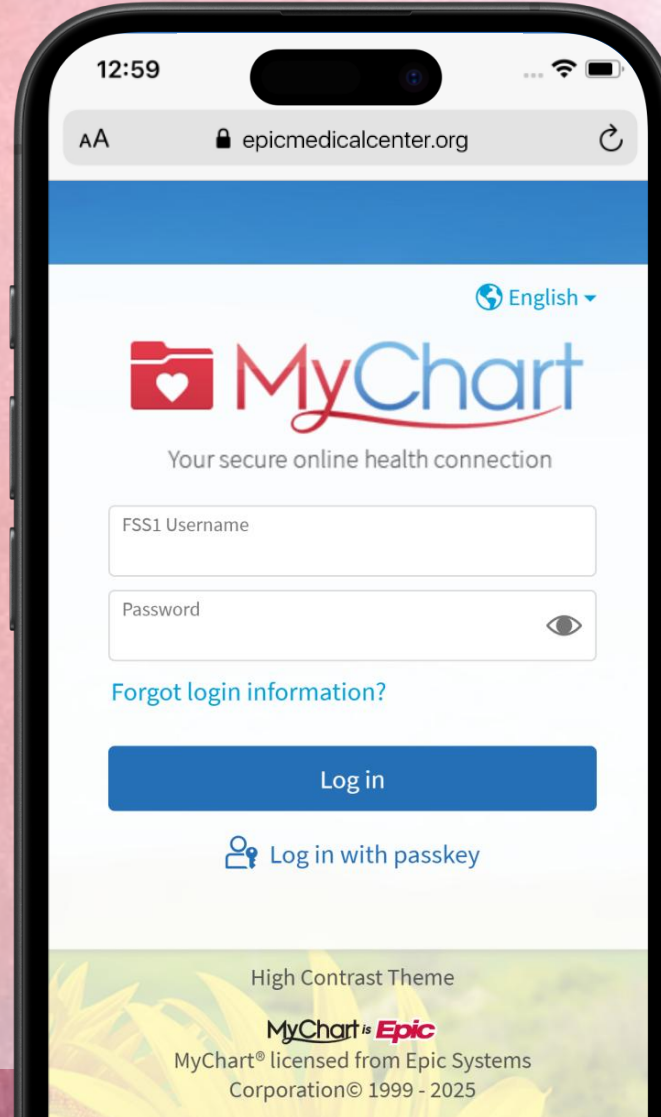 12:59
AA epicmedicalcenter.org
English
MyChart
Your secure online health connection
FSS1 Username
Password
Forgot login information?
Log in
Log in with passkey
High Contrast Theme
MyChart is Epic
MyChart® licensed from Epic Systems
Corporation© 1999 - 2025